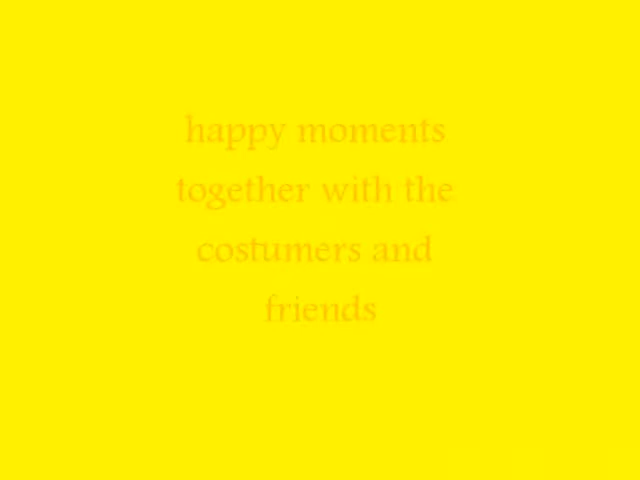 happy moments
together with the
costumers and
friends